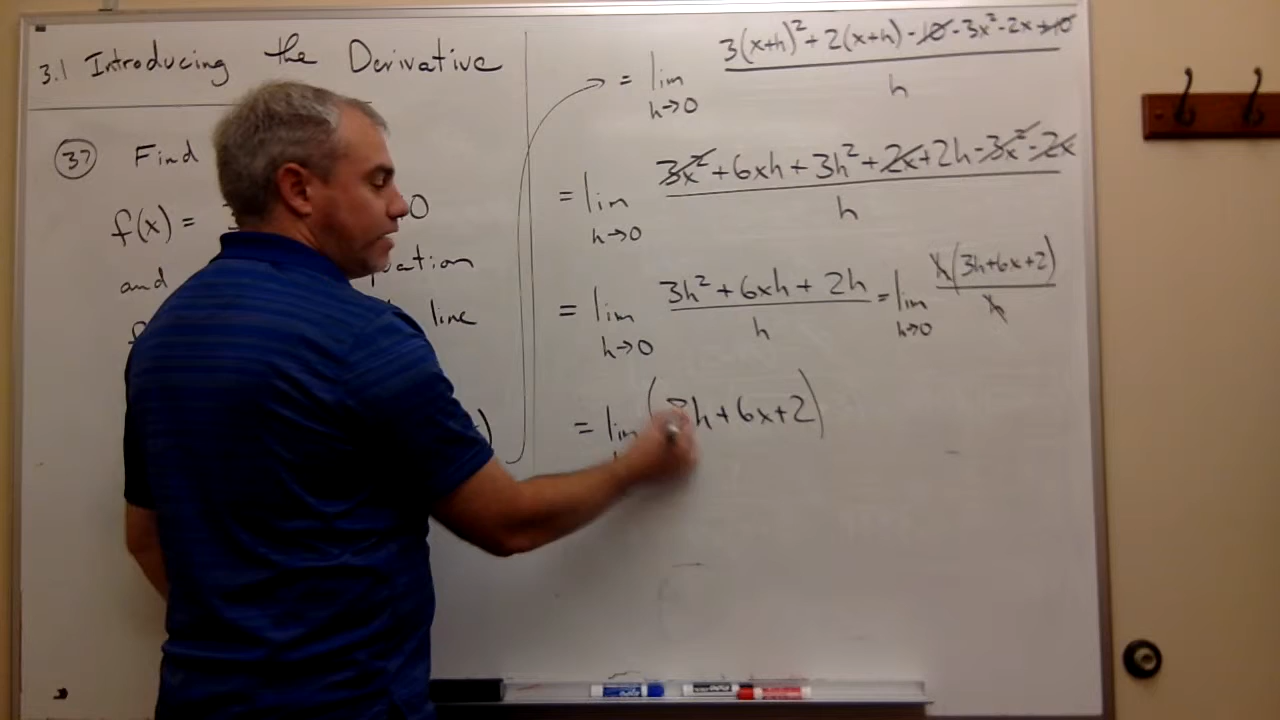 3.1 Introducing the Derivative
37 Find
f(x) =
and
line
= lim h→0 (3(x+h)² + 2(x+h) - 10 - 3x² - 2x + 10) / h
= lim h→0 (3x² + 6xh + 3h² + 2x + 2h - 3x² - 2x) / h
= lim h→0 (3h² + 6xh + 2h) / h = lim h→0 h(3h+6x+2) / h
= lim (3h+6x+2)